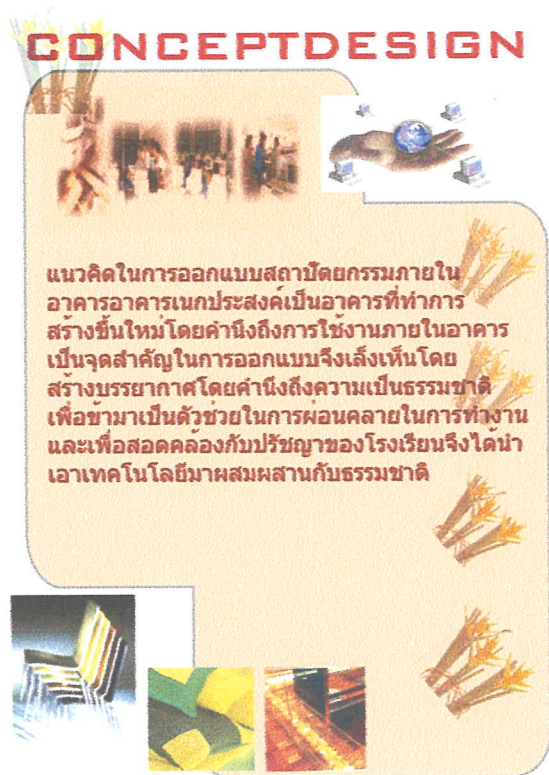 CONCEPTDESIGN
แนวคิดในการออกแบบสถาปัตยกรรมภายใน
อาคารอาคารเนกประสงค์เป็นอาคารที่ทำการ
สร้างขึ้นใหม่โดยคำนึงถึงการใช้งานภายในอาคาร
เป็นจุดสำคัญในการออกแบบจึงเล็งเห็นโดย
สร้างบรรยากาศโดยคำนึงถึงความเป็นธรรมชาติ
เพื่อข้ามาเป็นตัวช่วยในการผ่อนคลายในการทำงาน
และเพื่อสอดคล้องกับปรัชญาของโรงเรียนจึงได้นำ
เอาเทคโนโลยีมาผสมผสานกับธรรมชาติ